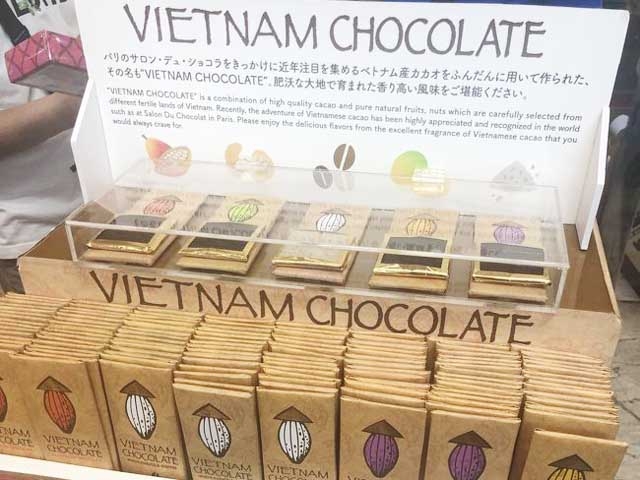 VIETNAM CHOCOLATE
パリのサロン・デュ・ショコラをきっかけに近年注目を集めるベトナム産カカオをふんだんに用いて作られた、
その名も"VIETNAM CHOCOLATE"。肥沃な大地で育まれた香り高い風味をご堪能ください。
"VIETNAM CHOCOLATE" is a combination of high quality cacao and pure natural fruits, nuts which are carefully selected from
different fertile lands of Vietnam. Recently, the adventure of Vietnamese cacao has been highly appreciated and recognized in the world
such as at Salon Du Chocolat in Paris. Please enjoy the delicious flavors from the excellent fragrance of Vietnamese cacao that you
would always crave for.
VIETNAM CHOCOLATE
VIETNAM
CHOCOLATE
VIETNAM
CHOCOLATE
VIETNAM
CHOCOLATE
VIETNAM
CHOCOLATE
VIETNAM
VIETNAM